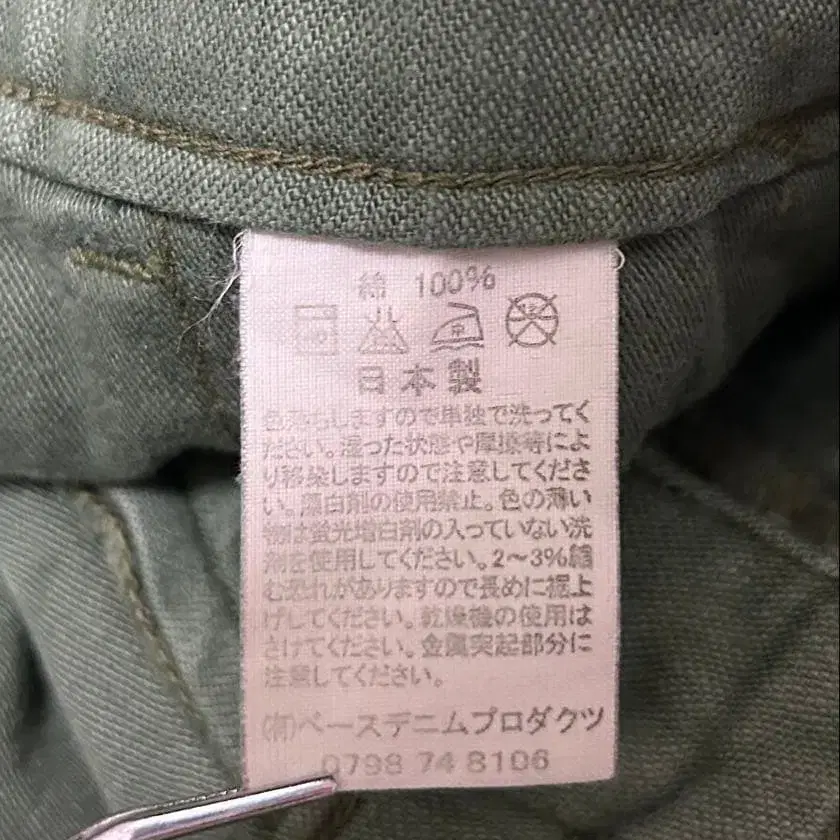 綿 100%
40
中
日本製
色落ちしますので単独で洗ってく
ださい。湿った状態や摩擦等によ
り移染しますので注意してくださ
い。漂白剤の使用禁止。色の薄い
物は蛍光増白剤の入っていない洗
剤を使用してください。2～3%縮
む恐れがありますので長めに裾上
げしてください。乾燥機の使用は
さけてください。金属突起部分に
注意してください。
(有)ベースデニムプロダクツ
0798 74 8106